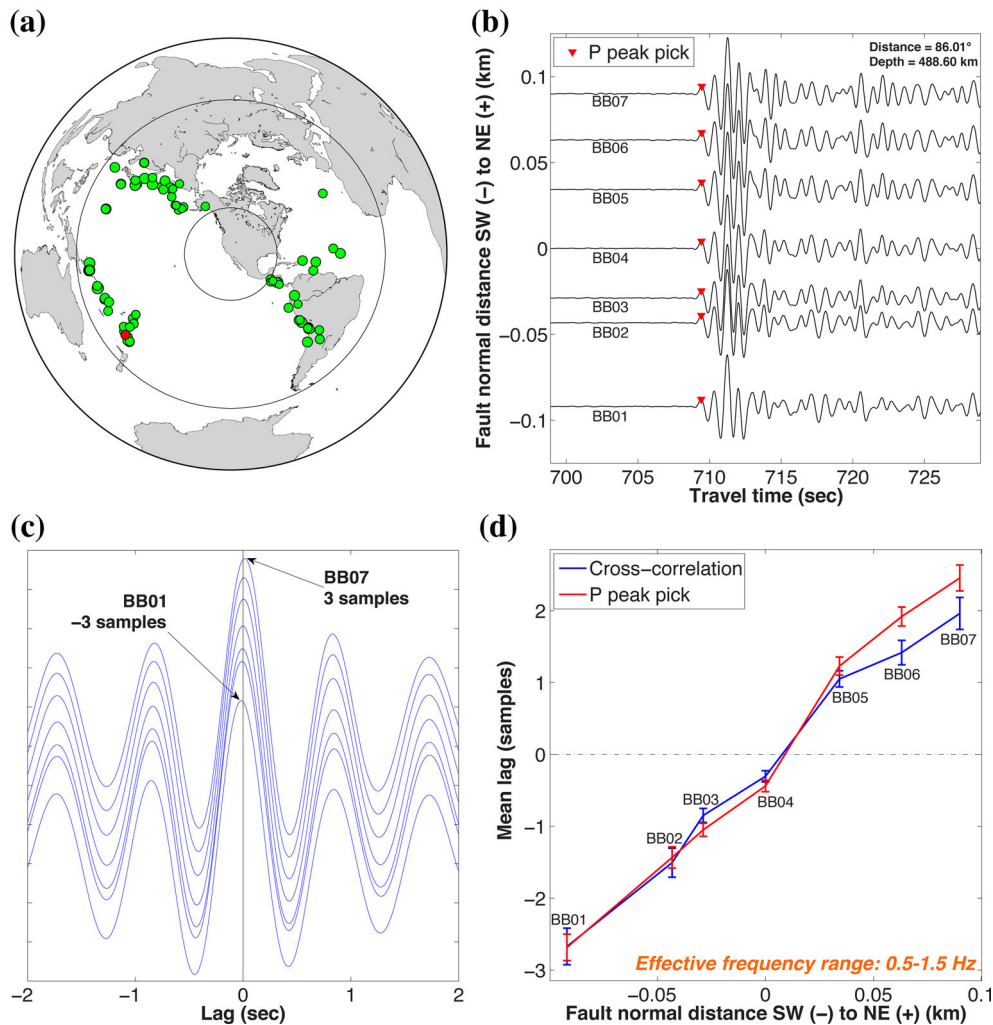 (a)
(b)
P peak pick
Distance = 86.01°
Depth = 488.60 km
Fault normal distance SW (−) to NE (+) (km)
0.1
0.05
0
−0.05
−0.1
BB07
BB06
BB05
BB04
BB03
BB02
BB01
700 705 710 715 720 725
Travel time (sec)
(c)
BB07
3 samples
BB01
−3 samples
−2 −1 0 1 2
Lag (sec)
(d)
Cross−correlation
P peak pick
Mean lag (samples)
2
1
0
−1
−2
−3
BB07
BB06
BB05
BB04
BB03
BB02
BB01
Effective frequency range: 0.5-1.5 Hz
−0.05 0 0.05 0.1
Fault normal distance SW (−) to NE (+) (km)